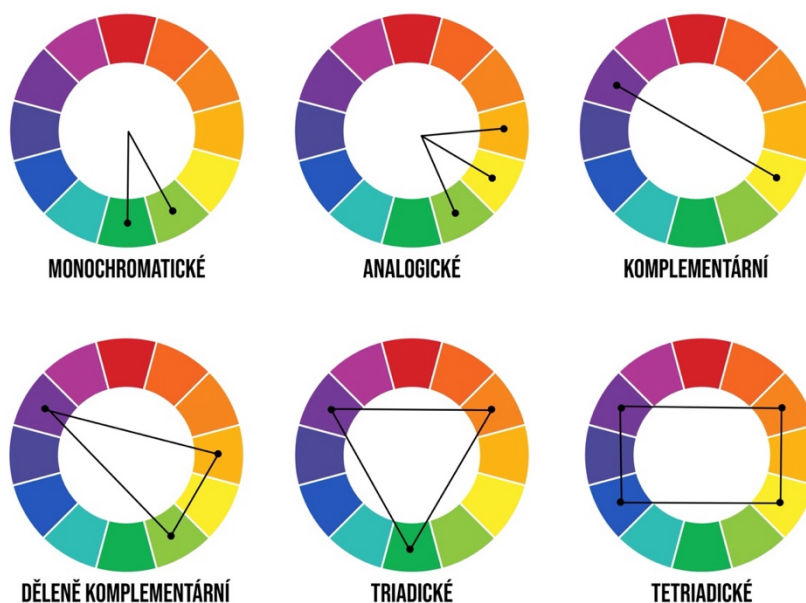 MONOCHROMATICKÉ
ANALOGICKÉ
KOMPLEMENTÁRNÍ
DĚLENĚ KOMPLEMENTÁRNÍ
TRIADICKÉ
TETRIADICKÉ